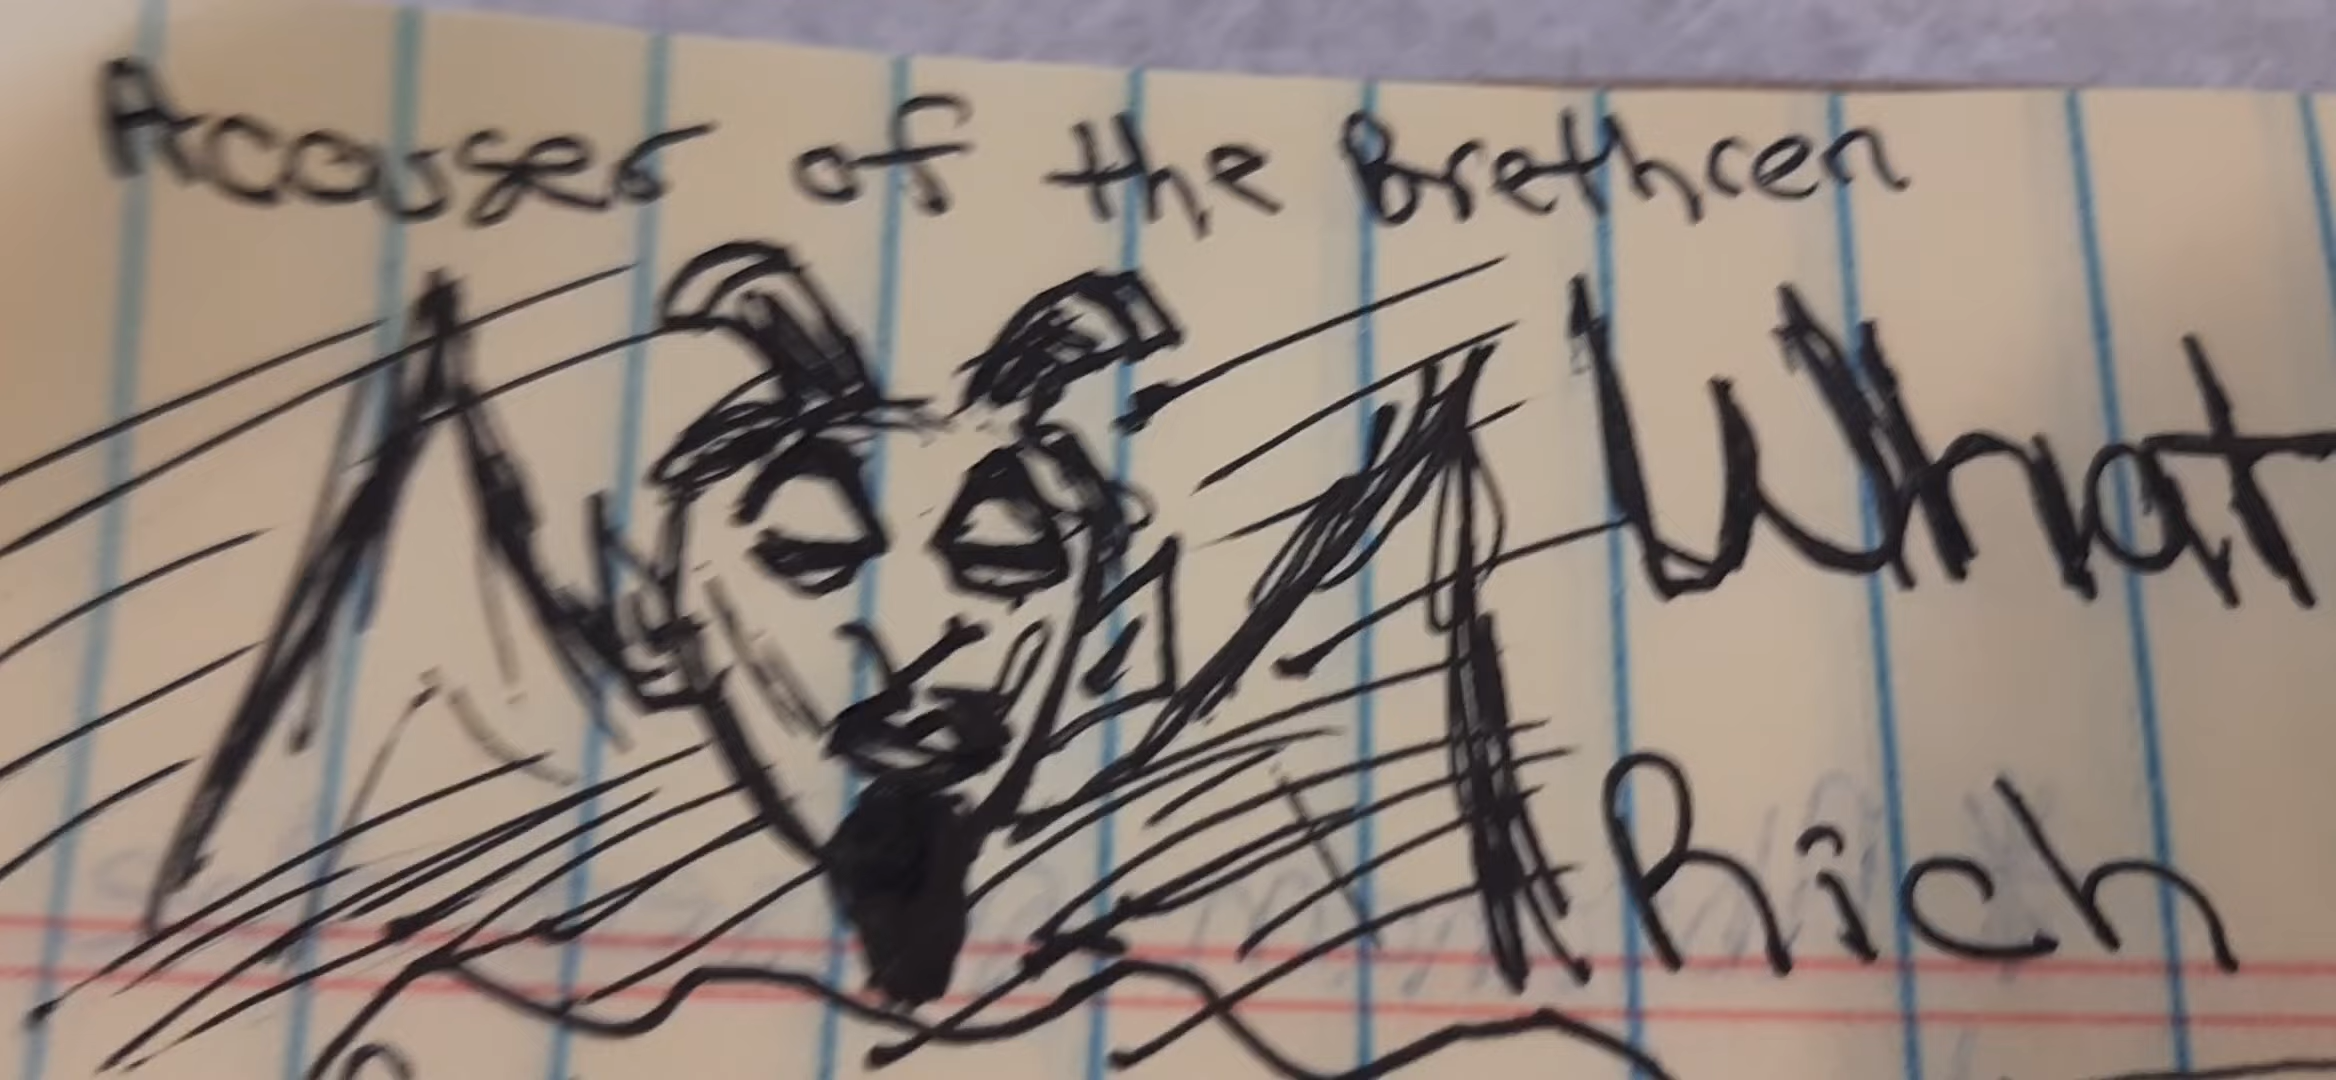 Accuser of the Brethren
What
Rich